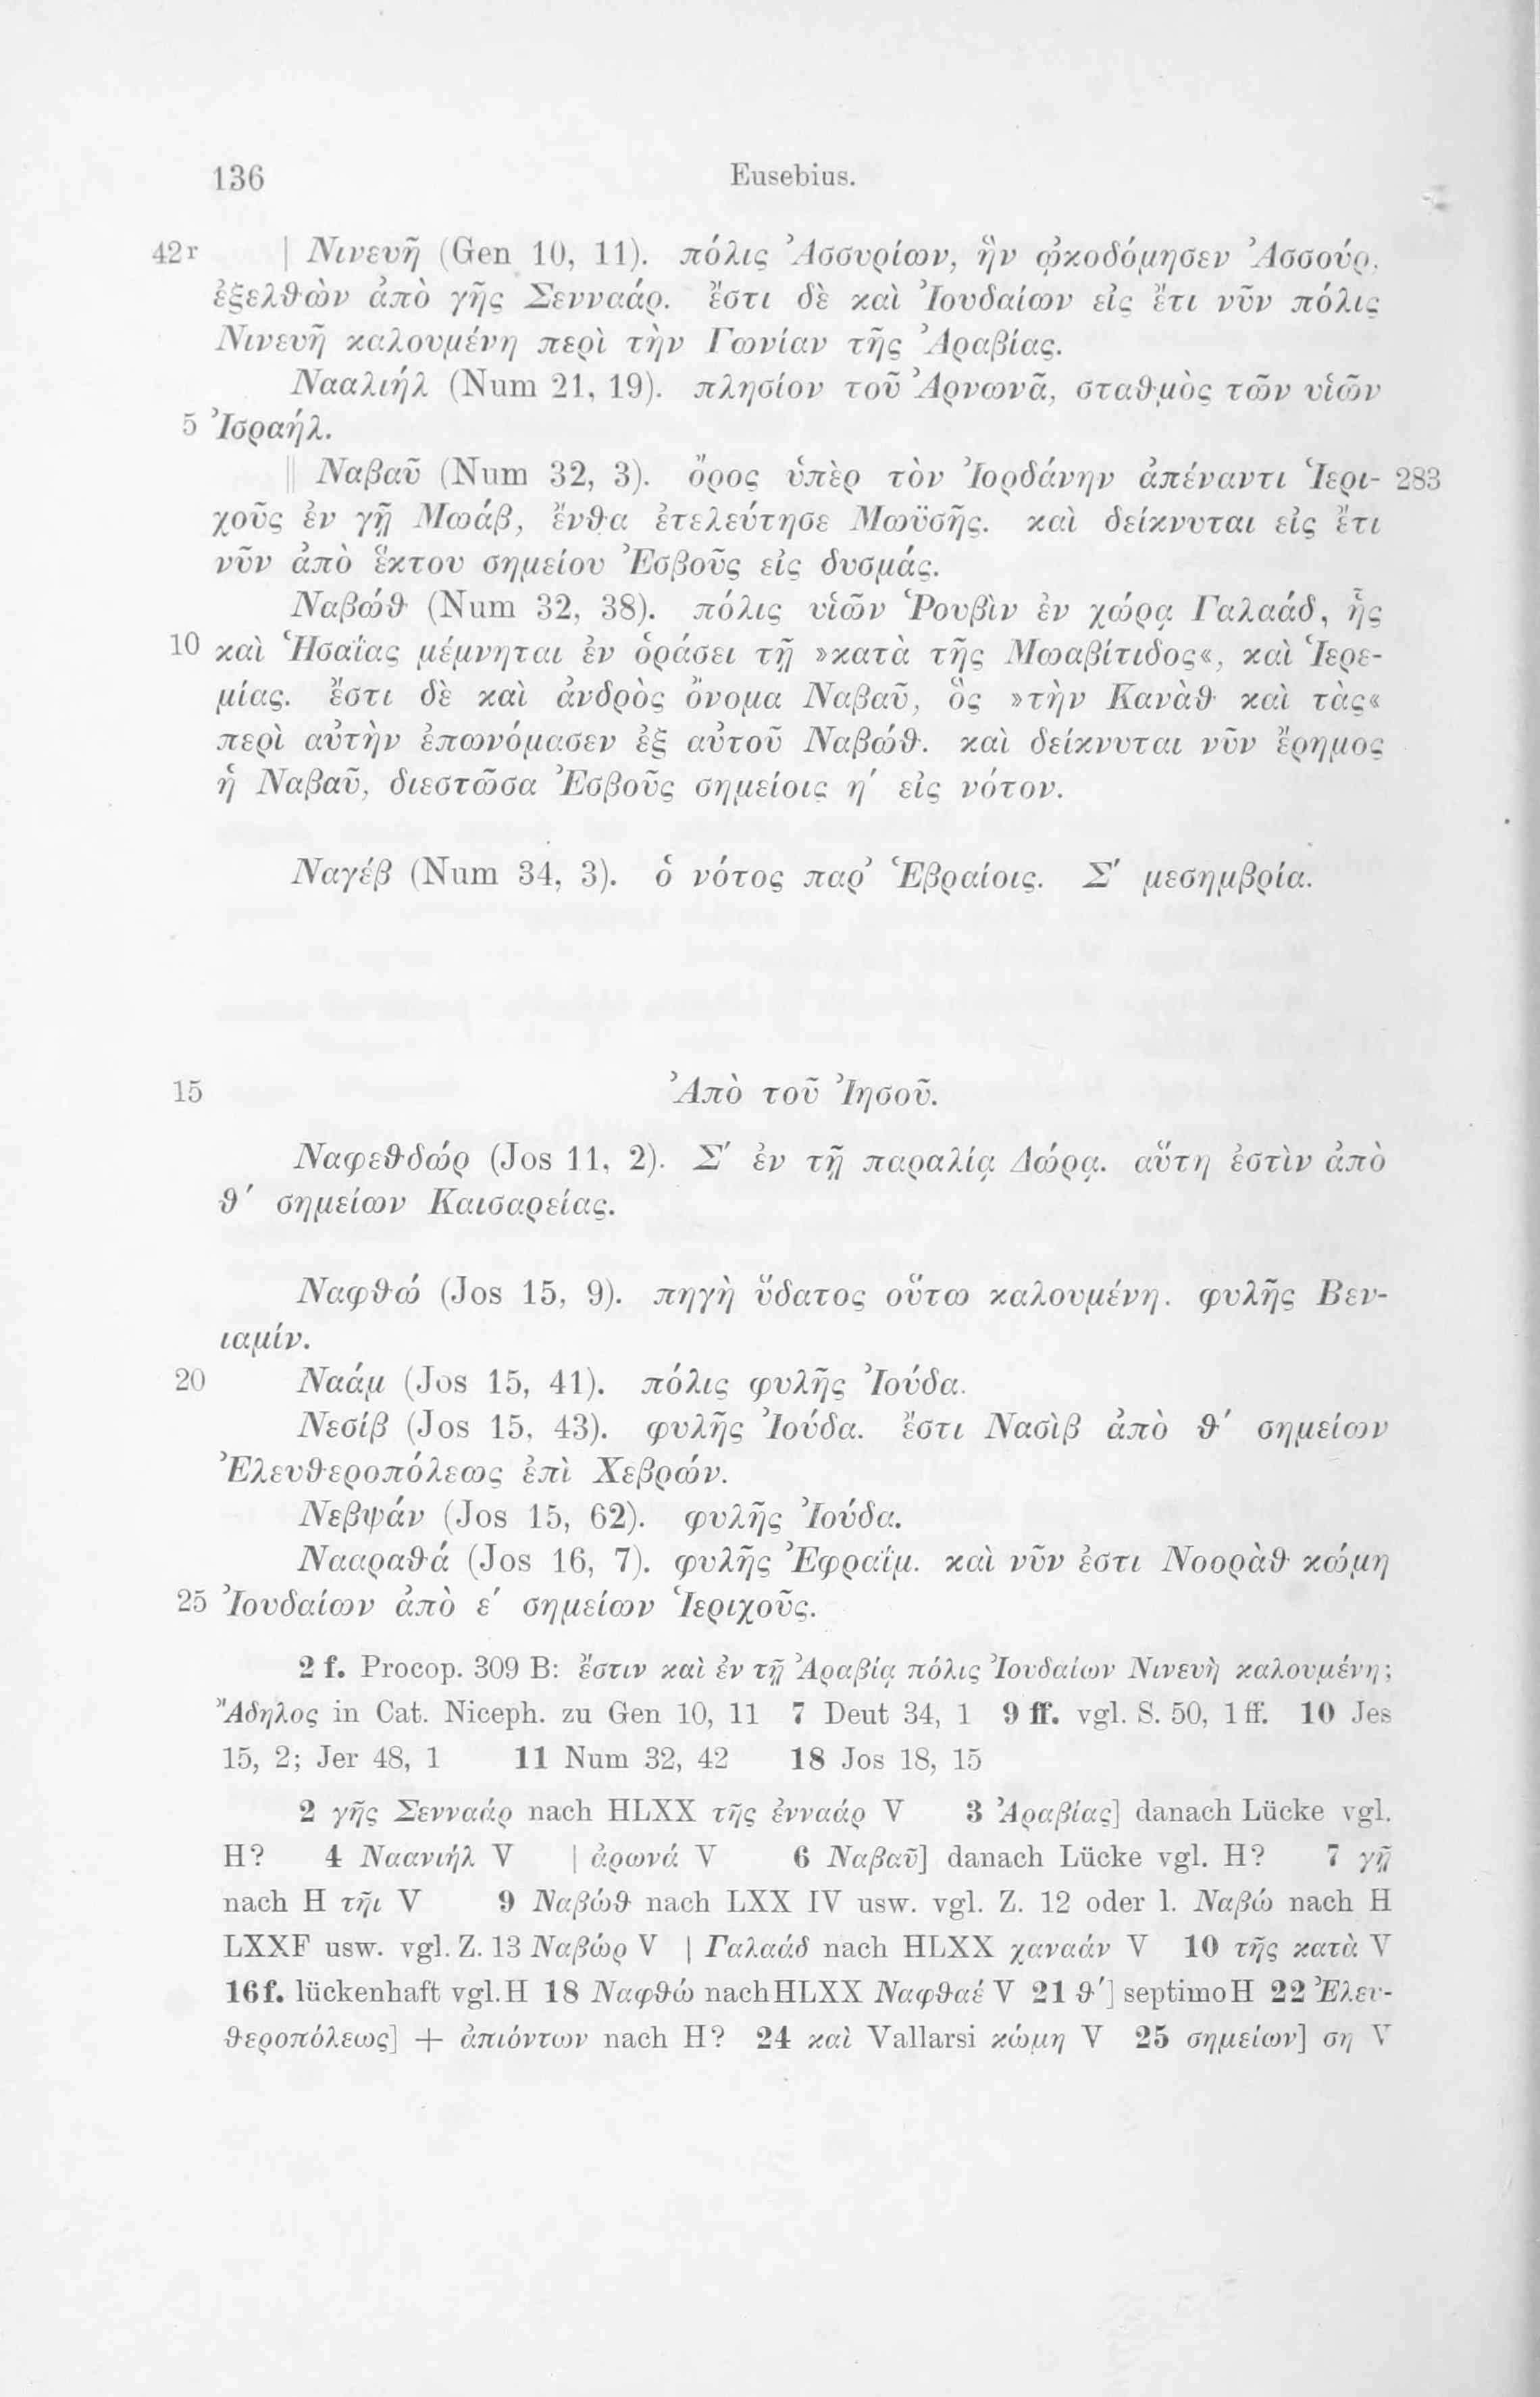 136 Eusebius.
42r | Νινευῆ (Gen 10, 11). πόλις Ἀσσυρίων, ἣν ᾠκοδόμησεν Ἀσσούρ,
ἐξελθὼν ἀπὸ γῆς Σενναάρ. ἔστι δὲ καὶ Ἰουδαίων εἰς ἔτι νῦν πόλις
Νινευῆ καλουμένη περὶ τὴν Γωνίαν τῆς Ἀραβίας.
Νααλιήλ (Num 21, 19). πλησίον τοῦ Ἀρνωνᾶ, σταθμὸς τῶν υἱῶν
5 Ἰσραήλ.
|| Ναβαῦ (Num 32, 3). ὄρος ὑπὲρ τὸν Ἰορδάνην ἀπέναντι Ἱερι- 283
χοῦς ἐν γῇ Μωάβ, ἔνθα ἐτελεύτησε Μωϋσῆς. καὶ δείκνυται εἰς ἔτι
νῦν ἀπὸ ἕκτου σημείου Ἐσβοῦς εἰς δυσμάς.
Ναβώθ (Num 32, 38). πόλις υἱῶν Ῥουβὶν ἐν χώρᾳ Γαλαάδ, ἧς
10 καὶ Ἡσαΐας μέμνηται ἐν ὁράσει τῇ »κατὰ τῆς Μωαβίτιδος«, καὶ Ἱερε-
μίας. ἔστι δὲ καὶ ἀνδρὸς ὄνομα Ναβαῦ, ὃς »τὴν Κανὰθ καὶ τὰς«
περὶ αὐτὴν ἐπωνόμασεν ἐξ αὐτοῦ Ναβώθ. καὶ δείκνυται νῦν ἔρημος
ἡ Ναβαῦ, διεστῶσα Ἐσβοῦς σημείοις η′ εἰς νότον.
Ναγέβ (Num 34, 3). ὁ νότος παρ’ Ἑβραίοις. Σ′ μεσημβρία.
15 Ἀπὸ τοῦ Ἰησοῦ.
Ναφεθδώρ (Jos 11, 2). Σ′ ἐν τῇ παραλίᾳ Δώρᾳ. αὕτη ἐστὶν ἀπὸ
θ′ σημείων Καισαρείας.
Ναφθώ (Jos 15, 9). πηγὴ ὕδατος οὕτω καλουμένη. φυλῆς Βεν-
ιαμίν.
20 Ναάμ (Jos 15, 41). πόλις φυλῆς Ἰούδα.
Νεσίβ (Jos 15, 43). φυλῆς Ἰούδα. ἔστι Νασὶβ ἀπὸ θ′ σημείων
Ἐλευθεροπόλεως ἐπὶ Χεβρών.
Νεβψάν (Jos 15, 62). φυλῆς Ἰούδα.
Νααραθά (Jos 16, 7). φυλῆς Ἐφραΐμ. καὶ νῦν ἐστι Νοορὰθ κώμη
25 Ἰουδαίων ἀπὸ ε′ σημείων Ἱεριχοῦς.
2 f. Procop. 309 B: ἔστιν καὶ ἐν τῇ Ἀραβίᾳ πόλις Ἰουδαίων Νινευὴ καλουμένη;
Ἄδηλος in Cat. Niceph. zu Gen 10, 11 7 Deut 34, 1 9 ff. vgl. S. 50, 1 ff. 10 Jes
15, 2; Jer 48, 1 11 Num 32, 42 18 Jos 18, 15
2 γῆς Σενναάρ nach HLXX τῆς ἐνναάρ V 3 Ἀραβίας] danach Lücke vgl.
H? 4 Ναανιήλ V | ἀρωνά V 6 Ναβαῦ] danach Lücke vgl. H? 7 γῇ
nach H τῆι V 9 Ναβώθ nach LXX IV usw. vgl. Z. 12 oder l. Ναβώ nach H
LXXF usw. vgl. Z. 13 Ναβώρ V | Γαλαάδ nach HLXX χαναάν V 10 τῆς κατὰ V
16 f. lückenhaft vgl. H 18 Ναφθώ nach HLXX Ναφθαέ V 21 θ′] septimo H 22 Ἐλευ-
θεροπόλεως] + ἀπιόντων nach H? 24 καὶ Vallarsi κώμη V 25 σημείων] ση V